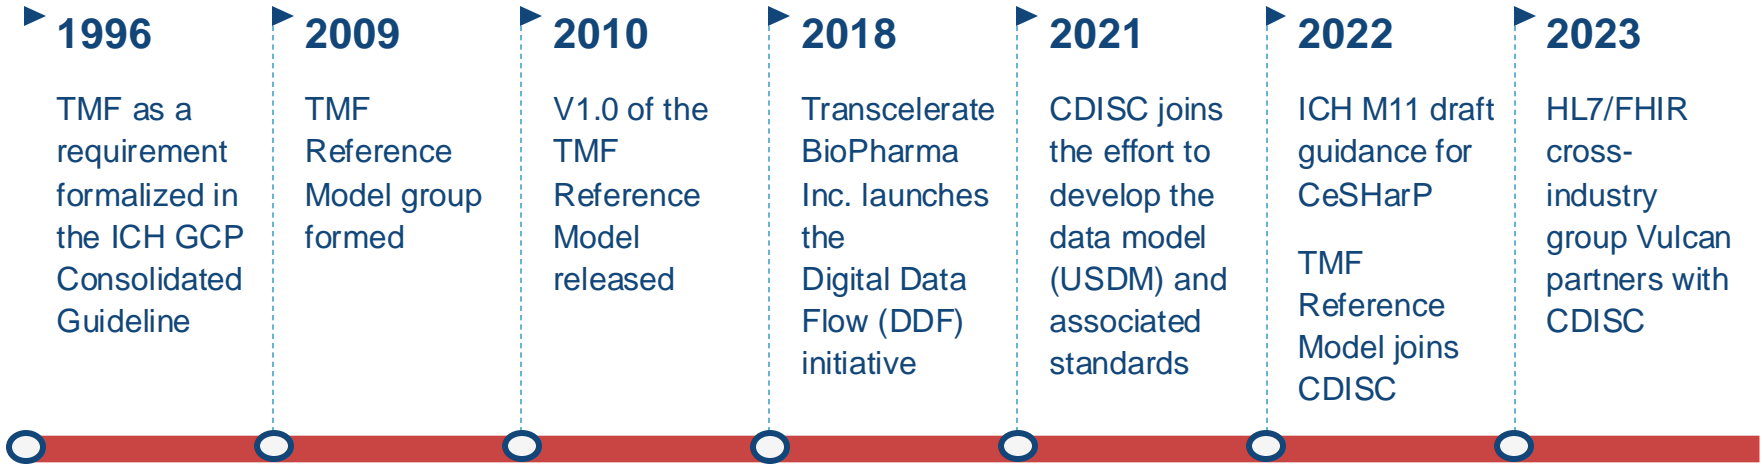 1996
TMF as a
requirement
formalized in
the ICH GCP
Consolidated
Guideline
2009
TMF
Reference
Model group
formed
2010
V1.0 of the
TMF
Reference
Model
released
2018
Transcelerate
BioPharma
Inc. launches
the
Digital Data
Flow (DDF)
initiative
2021
CDISC joins
the effort to
develop the
data model
(USDM) and
associated
standards
2022
ICH M11 draft
guidance for
CeSHarP
TMF
Reference
Model joins
CDISC
2023
HL7/FHIR
cross-
industry
group Vulcan
partners with
CDISC